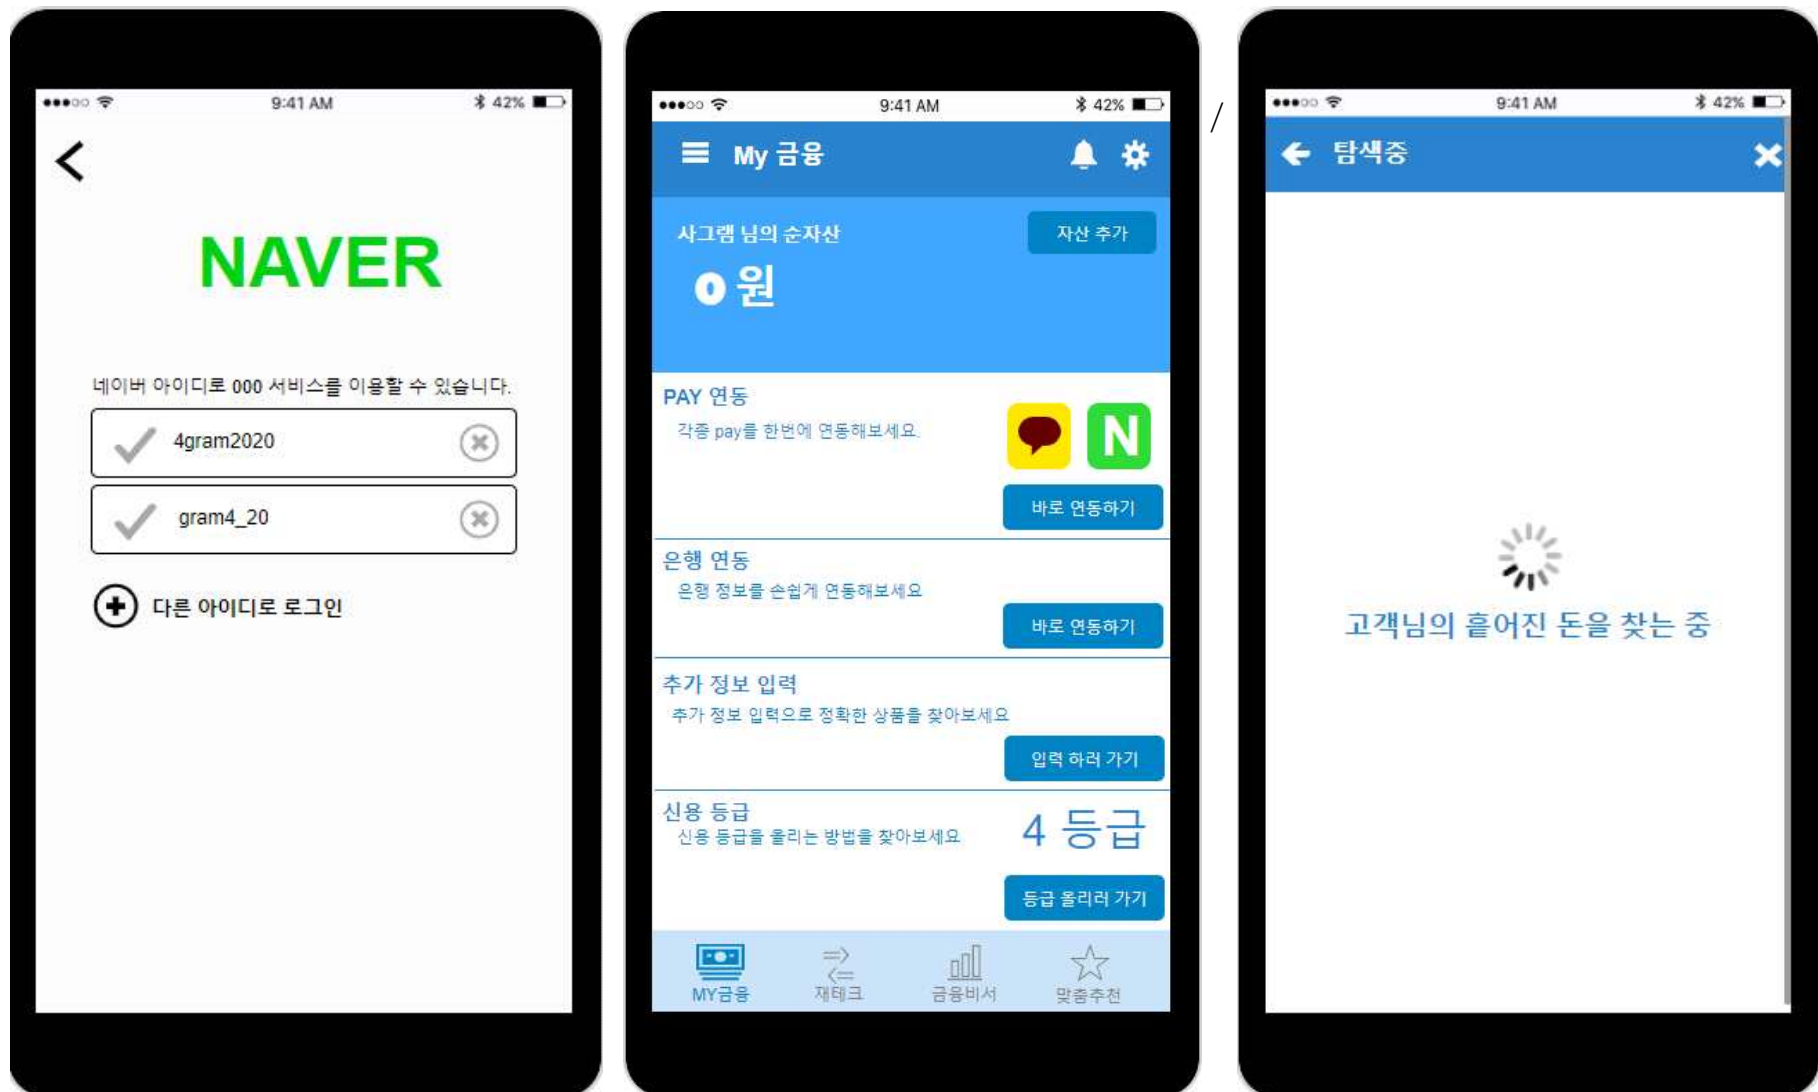 9:41 AM
42%
NAVER
네이버 아이디로 000 서비스를 이용할 수 있습니다.
4gram2020
gram4_20
다른 아이디로 로그인
9:41 AM
42%
My 금융
사그램 님의 순자산
자산 추가
0 원
PAY 연동
각종 pay를 한번에 연동해보세요.
N
바로 연동하기
은행 연동
은행 정보를 손쉽게 연동해보세요
바로 연동하기
추가 정보 입력
추가 정보 입력으로 정확한 상품을 찾아보세요
입력 하러 가기
신용 등급
신용 등급을 올리는 방법을 찾아보세요
4 등급
등급 올리러 가기
MY금융
재테크
금융비서
맞춤추천
/
9:41 AM
42%
탐색중
고객님의 흩어진 돈을 찾는 중